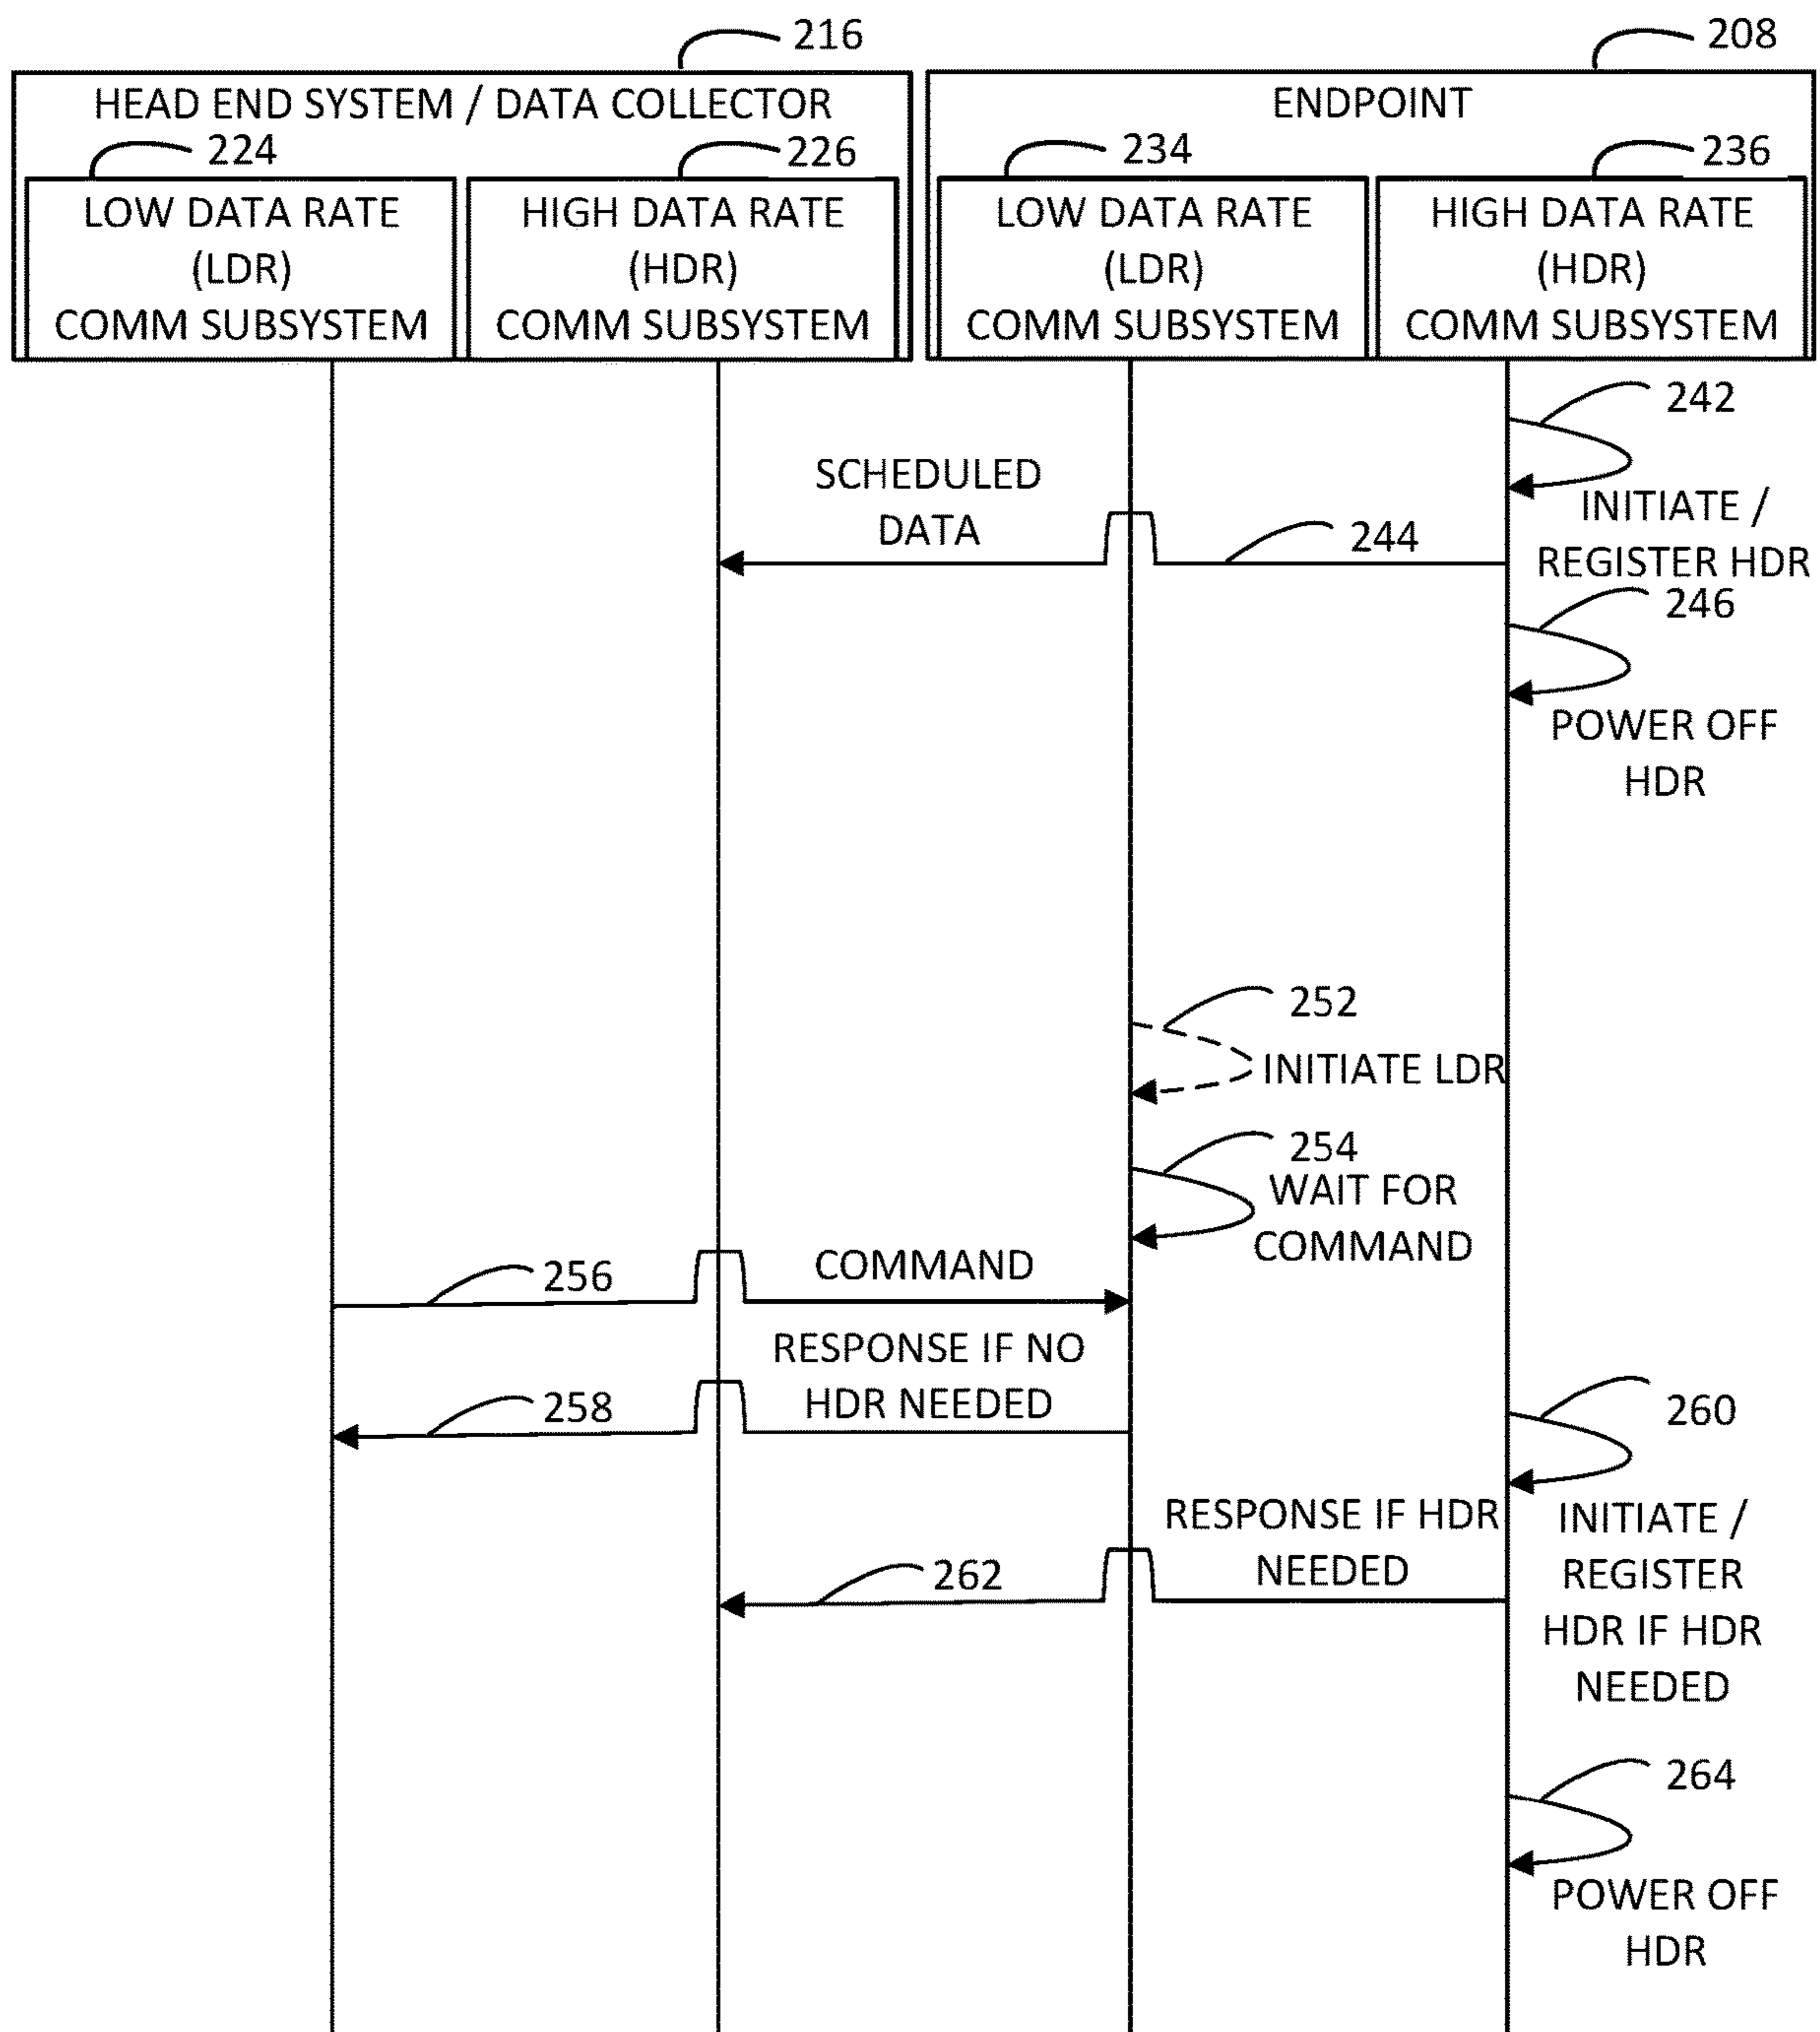 216
208
HEAD END SYSTEM / DATA COLLECTOR
ENDPOINT
224
226
234
236
LOW DATA RATE
(LDR)
COMM SUBSYSTEM
HIGH DATA RATE
(HDR)
COMM SUBSYSTEM
LOW DATA RATE
(LDR)
COMM SUBSYSTEM
HIGH DATA RATE
(HDR)
COMM SUBSYSTEM
242
INITIATE /
REGISTER HDR
SCHEDULED
DATA
244
246
POWER OFF
HDR
252
INITIATE LDR
254
WAIT FOR
COMMAND
256
COMMAND
RESPONSE IF NO
HDR NEEDED
258
260
INITIATE /
REGISTER
HDR IF HDR
NEEDED
RESPONSE IF HDR
NEEDED
262
264
POWER OFF
HDR